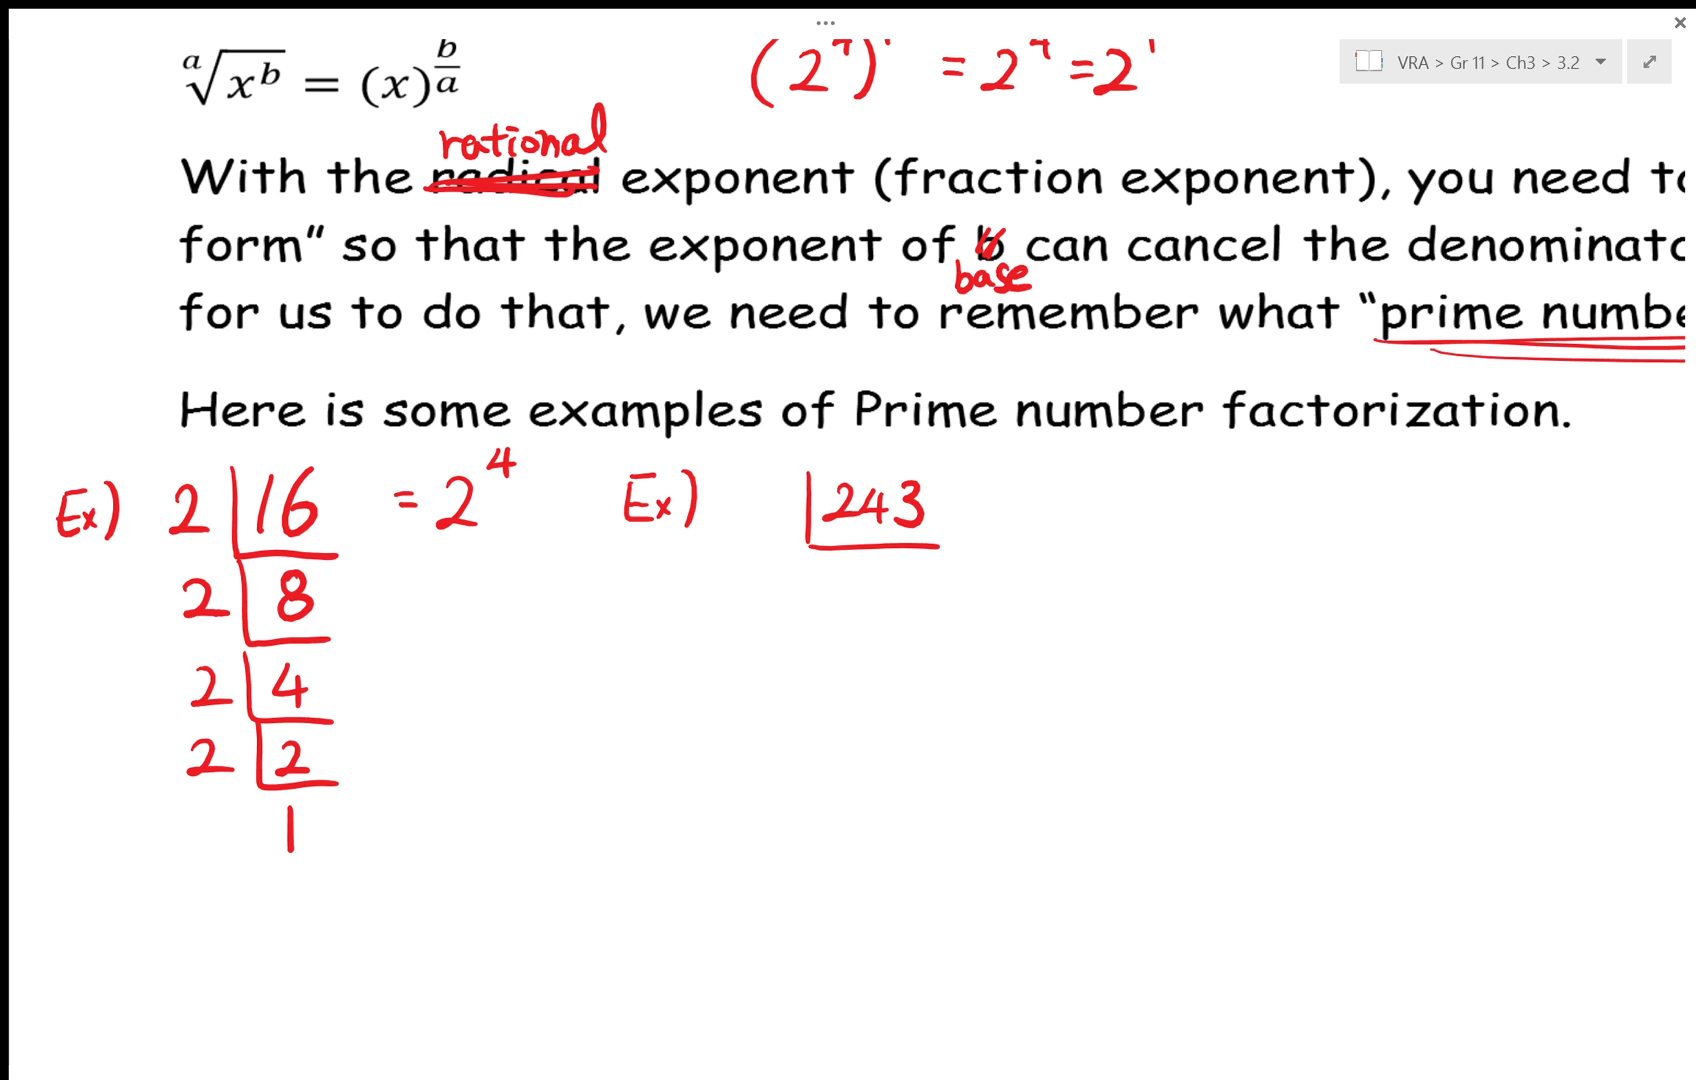 ᵃ√xᵇ = (x)^(b/a)
= 2 = 2
VRA > Gr 11 > Ch3 > 3.2
rational
With the radical exponent (fraction exponent), you need
form” so that the exponent of b can cancel the
base
for us to do that, we need to remember what “prime
Here is some examples of Prime number factorization.
Ex) 2 | 16 = 2⁴ Ex) | 243
2 | 8
2 | 4
2 | 2
1